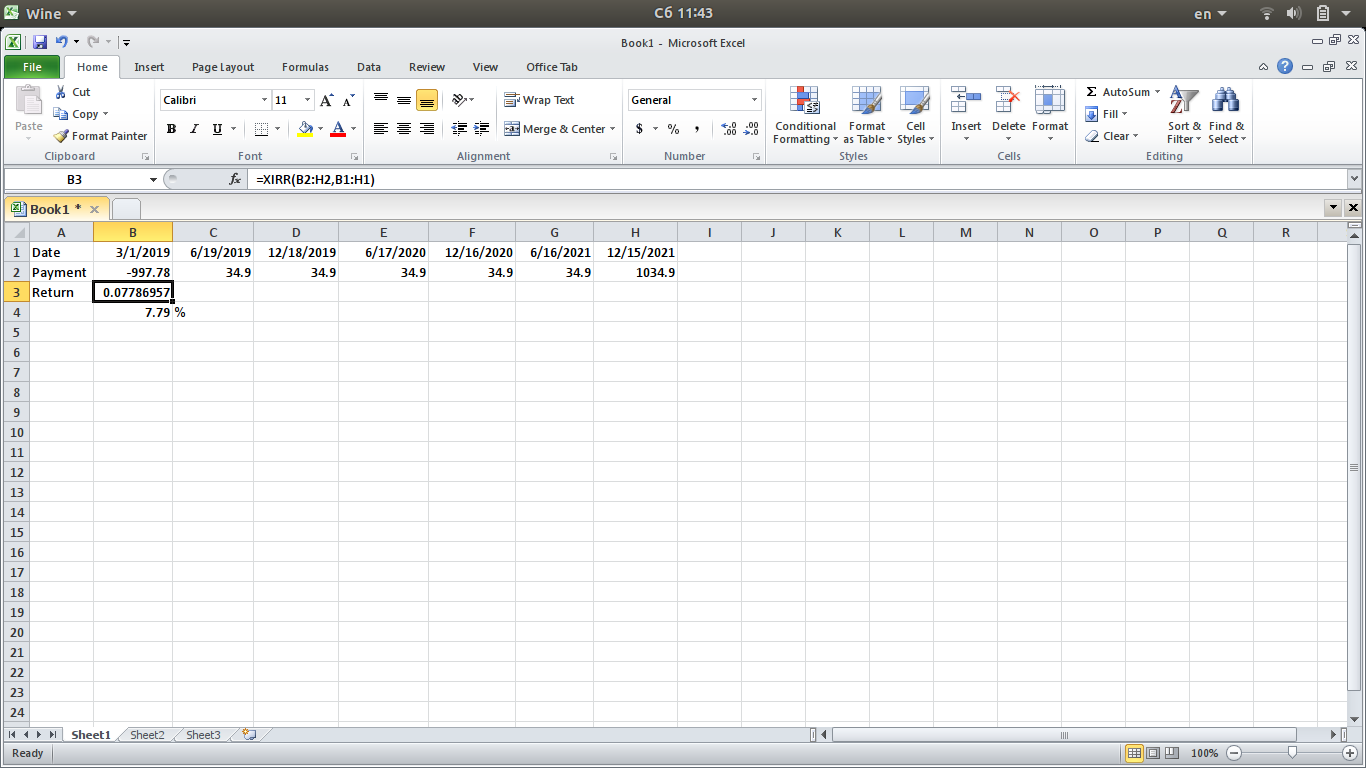 Wine Сб 11:43 en
Book1 - Microsoft Excel
File Home Insert Page Layout Formulas Data Review View Office Tab
Paste Cut Copy Format Painter
Clipboard
Calibri 11 A A
B I U A
Font
Wrap Text
Merge & Center
Alignment
General
$ % , .00 .00
Number
Conditional Formatting Format as Table Cell Styles
Styles
Insert Delete Format
Cells
Σ AutoSum Fill Clear Sort & Filter Find & Select
Editing
B3 fx =XIRR(B2:H2,B1:H1)
Book1 *
A B C D E F G H I J K L M N O P Q R
1 Date 3/1/2019 6/19/2019 12/18/2019 6/17/2020 12/16/2020 6/16/2021 12/15/2021
2 Payment -997.78 34.9 34.9 34.9 34.9 34.9 1034.9
3 Return 0.07786957
4 7.79 %
5
6
7
8
9
10
11
12
13
14
15
16
17
18
19
20
21
22
23
24
Sheet1 Sheet2 Sheet3
Ready 100%